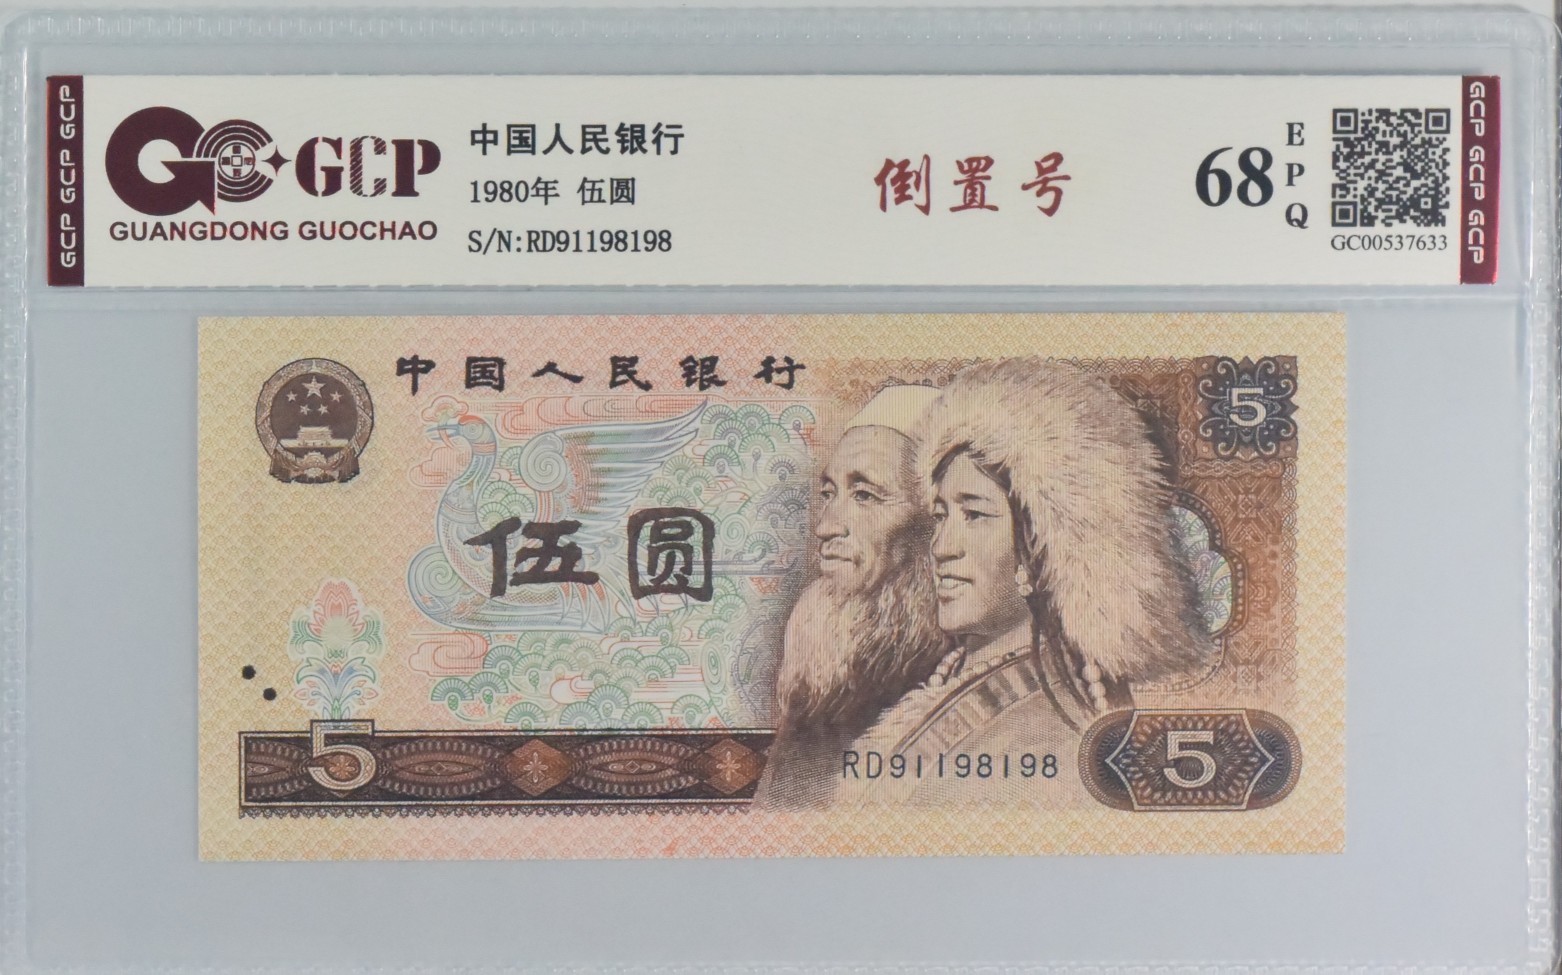 GCP GCP GCP
GCP
GUANGDONG GUOCHAO
中国人民银行
1980年 伍圆
S/N:RD91198198
倒置号
68
E
P
Q
GC00537633
GCP GCP GCP
中国人民银行
5
伍圆
5
RD91198198
5